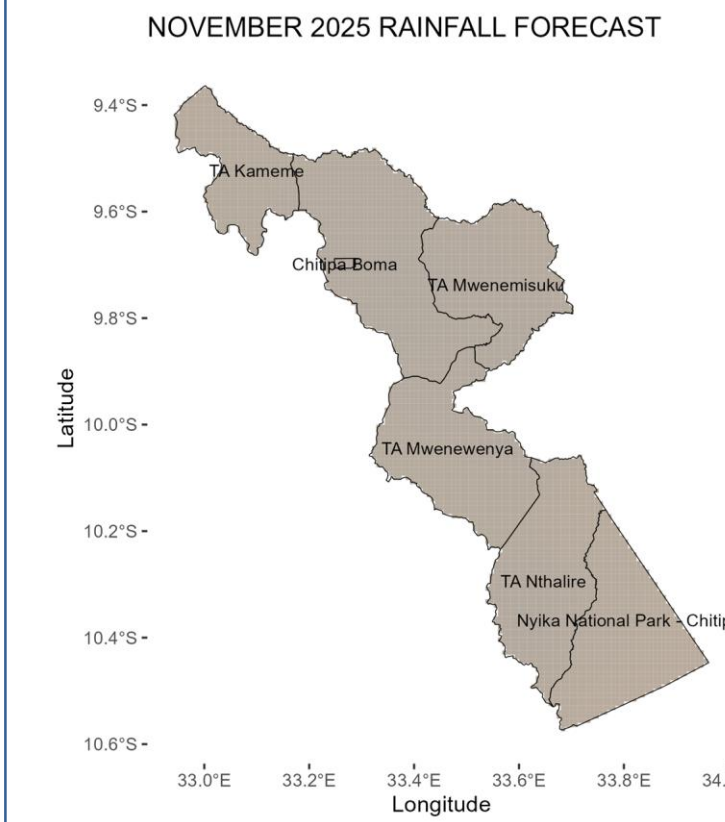 NOVEMBER 2025 RAINFALL FORECAST
9.4°S
TA Kameme
9.6°S
Chitipa Boma
TA Mwenemisuku
9.8°S
Latitude
10.0°S
TA Mwenewenya
10.2°S
TA Nthalire
Nyika National Park - Chitip
10.4°S
10.6°S
33.0°E 33.2°E 33.4°E 33.6°E 33.8°E 34.
Longitude